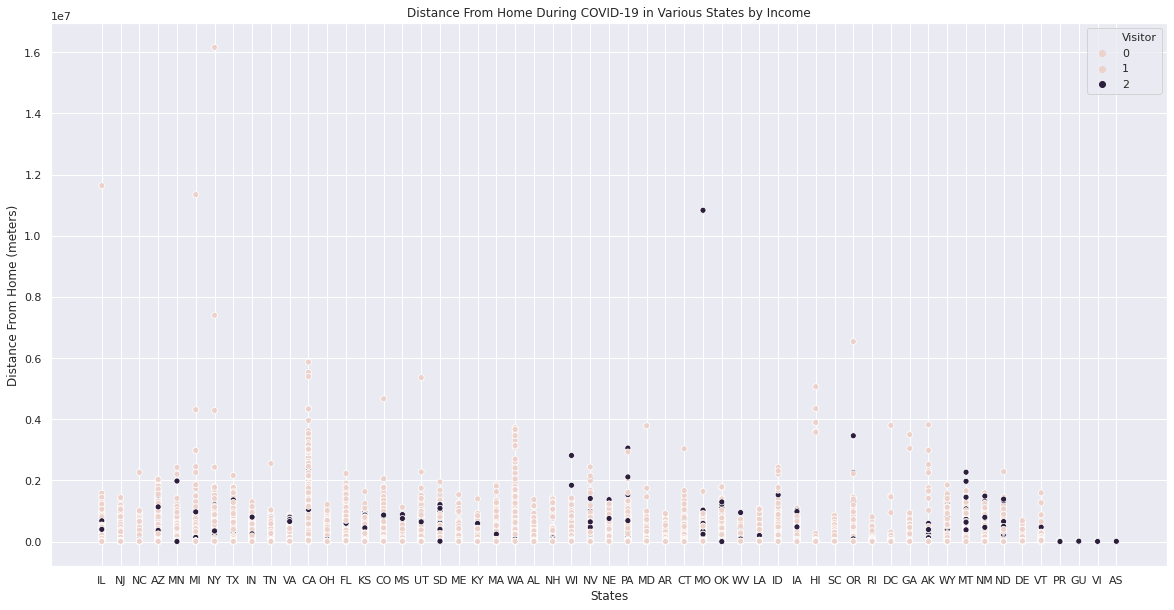 Distance From Home During COVID-19 in Various States by Income
1e7
Visitor
0
1
2
1.6
1.4
1.2
1.0
0.8
0.6
0.4
0.2
0.0
Distance From Home (meters)
IL NJ NC AZ MN MI NY TX IN TN VA CA OH FL KS CO MS UT SD ME KY MA WA AL NH WI NV NE PA MD AR CT MO OK WV LA ID IA HI SC OR RI DC GA AK WY MT NM ND DE VT PR GU VI AS
States